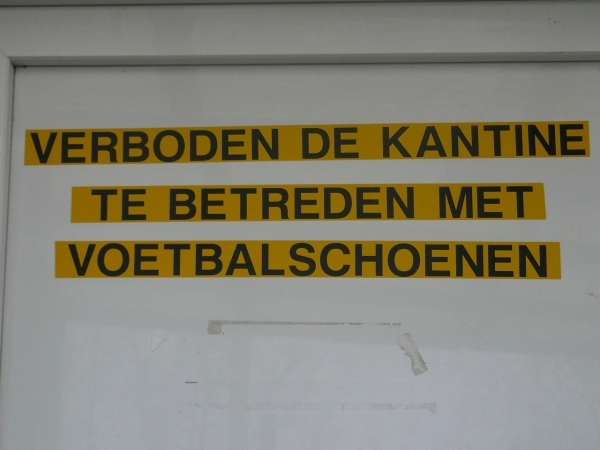 VERBODEN DE KANTINE
TE BETREDEN MET
VOETBALSCHOENEN